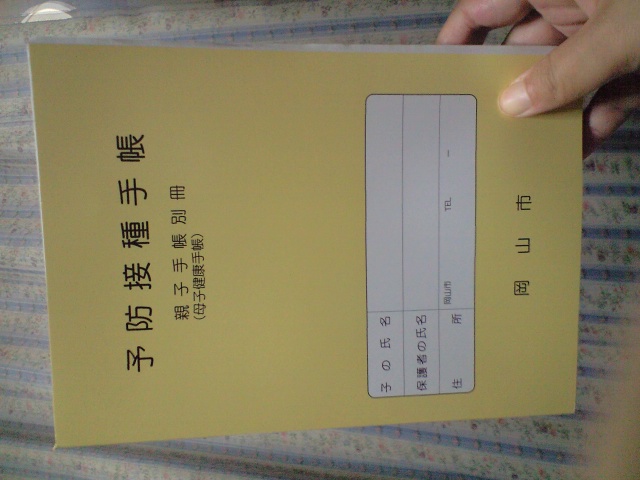 予防接種手帳
親子手帳別冊
(母子健康手帳)
子の氏名
保護者の氏名
住所 岡山市
TEL －
岡山市